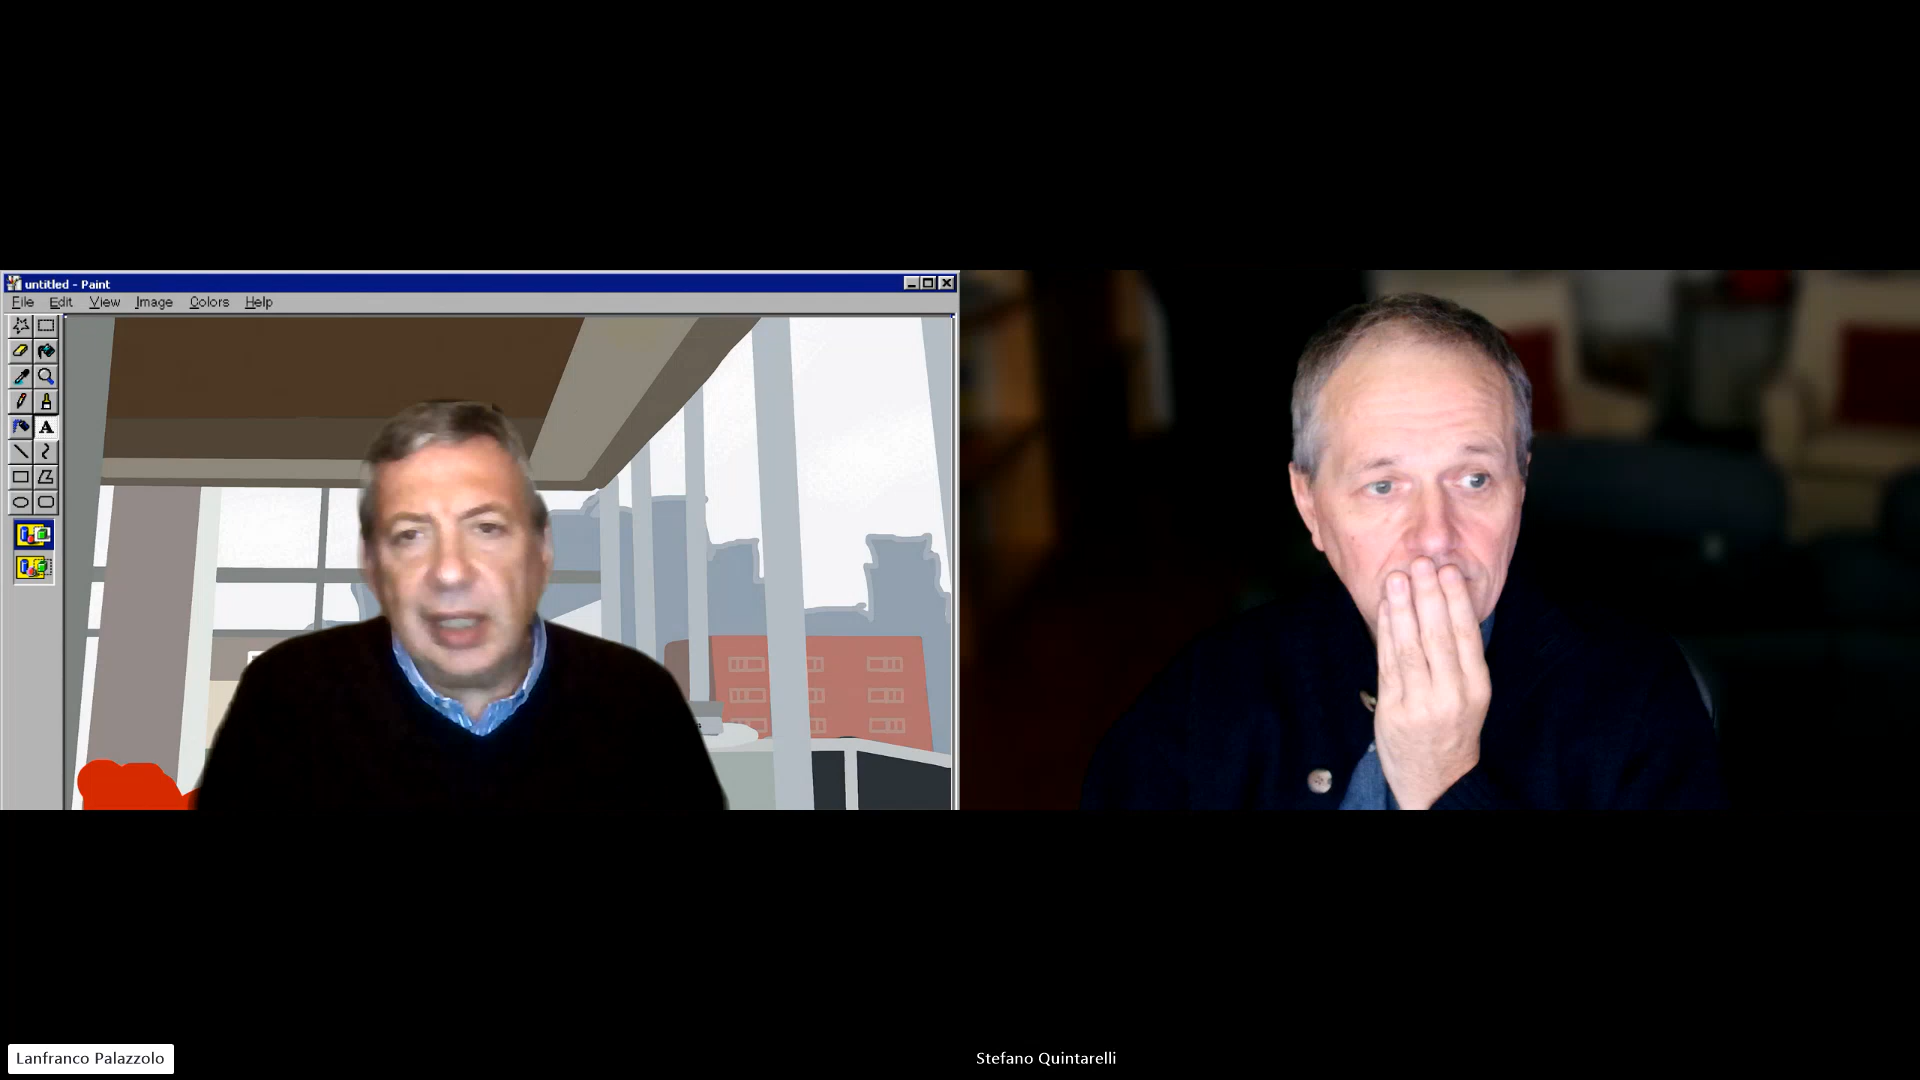 untitled - Paint
File Edit View Image Colors Help
A
Lanfranco Palazzolo
Stefano Quintarelli